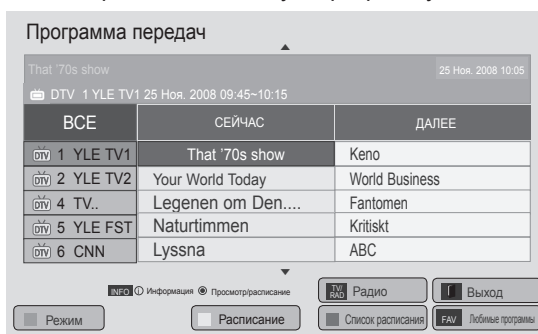 Программа передач
That '70s show 25 Ноя. 2008 10:05
DTV 1 YLE TV1 25 Ноя. 2008 09:45~10:15
ВСЕ СЕЙЧАС ДАЛЕЕ
DTV 1 YLE TV1 That '70s show Keno
DTV 2 YLE TV2 Your World Today World Business
DTV 4 TV.. Legenen om Den.... Fantomen
DTV 5 YLE FST Naturtimmen Kritiskt
DTV 6 CNN Lyssna ABC
INFO i Информация Просмотр/расписание TV/RAD Радио Выход
Режим Расписание Список расписания FAV Любимые программы